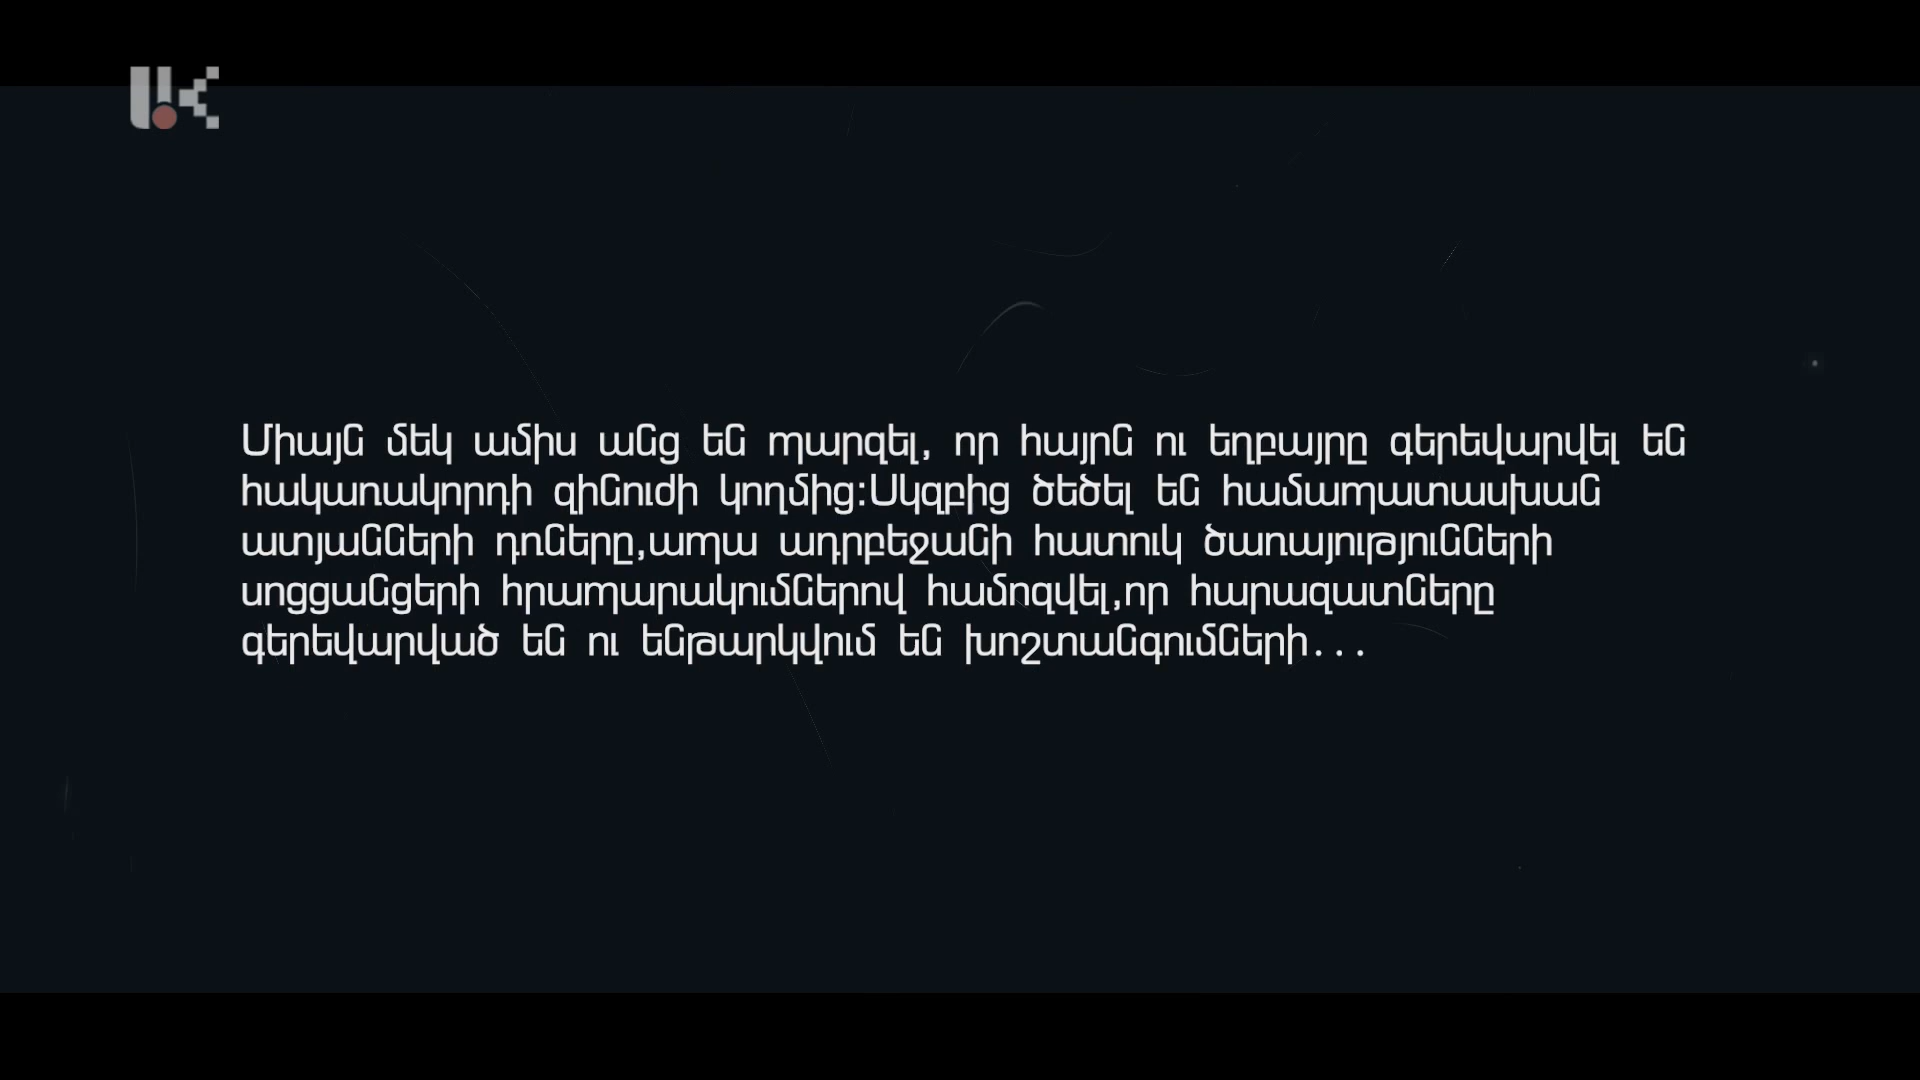 Միայն մեկ ամիս անց են պարզել, որ հայրն ու եղբայրը գերեվարվել են
հակառակորդի զինուժի կողմից:Սկզբից ծեծել են համապատասխան
ատյանների դռները,ապա ադրբեջանի հատուկ ծառայությունների
սոցցանցերի հրապարակումներով համոզվել,որ հարազատները
գերեվարված են ու ենթարկվում են խոշտանգումների...